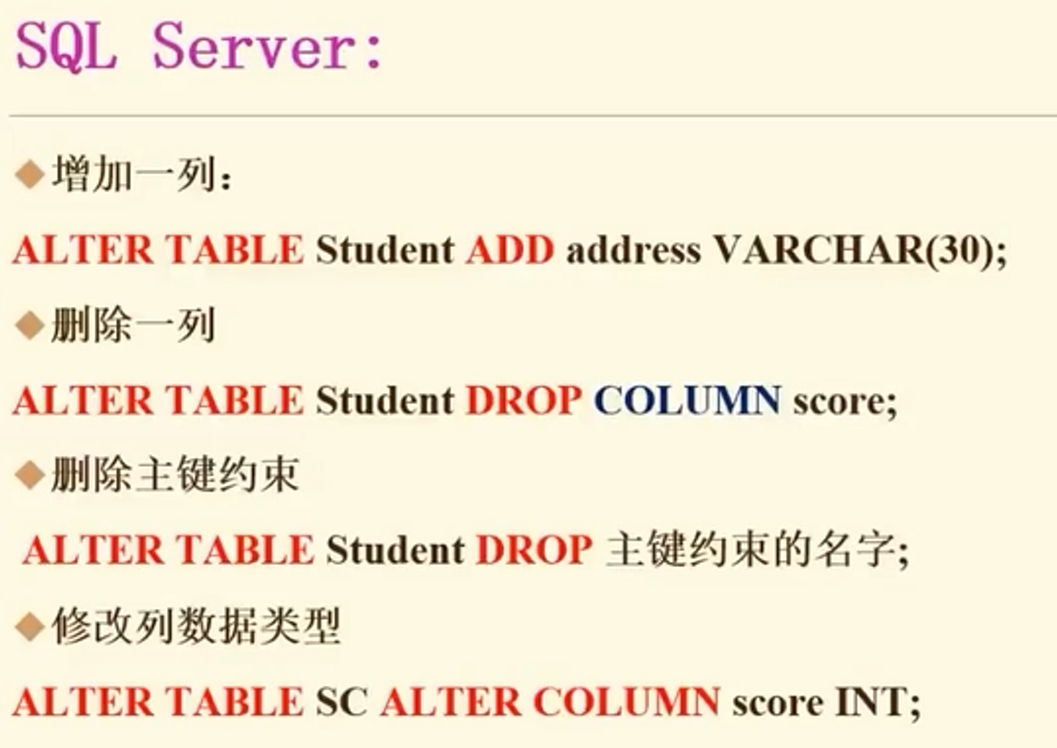 SQL Server:
增加一列：
ALTER TABLE Student ADD address VARCHAR(30);
删除一列
ALTER TABLE Student DROP COLUMN score;
删除主键约束
ALTER TABLE Student DROP 主键约束的名字;
修改列数据类型
ALTER TABLE SC ALTER COLUMN score INT;